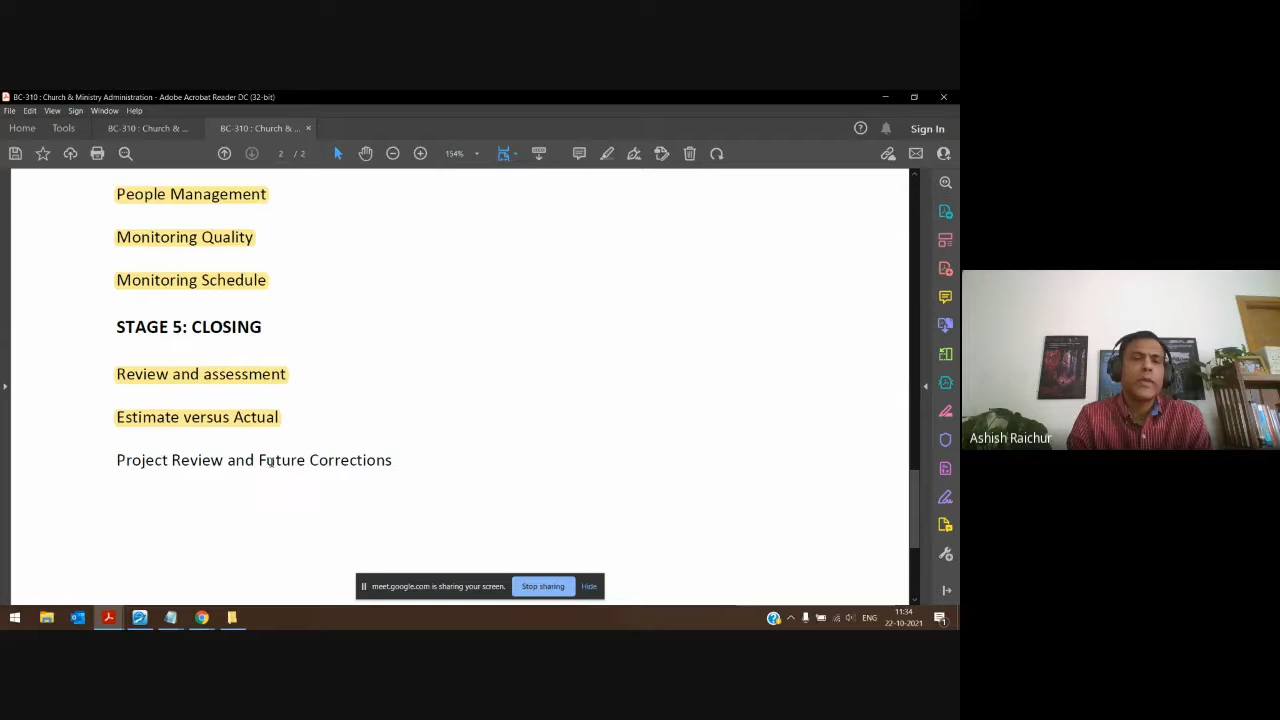 BC-310 : Church & Ministry Administration - Adobe Acrobat Reader DC (32-bit)
File Edit View Sign Window Help
Home Tools BC-310 : Church & ... BC-310 : Church & ... × Sign In
2 / 2 154%
People Management
Monitoring Quality
Monitoring Schedule
STAGE 5: CLOSING
Review and assessment
Estimate versus Actual
Project Review and Future Corrections
Ashish Raichur
meet.google.com is sharing your screen. Stop sharing Hide
ENG 11:34
22-10-2021